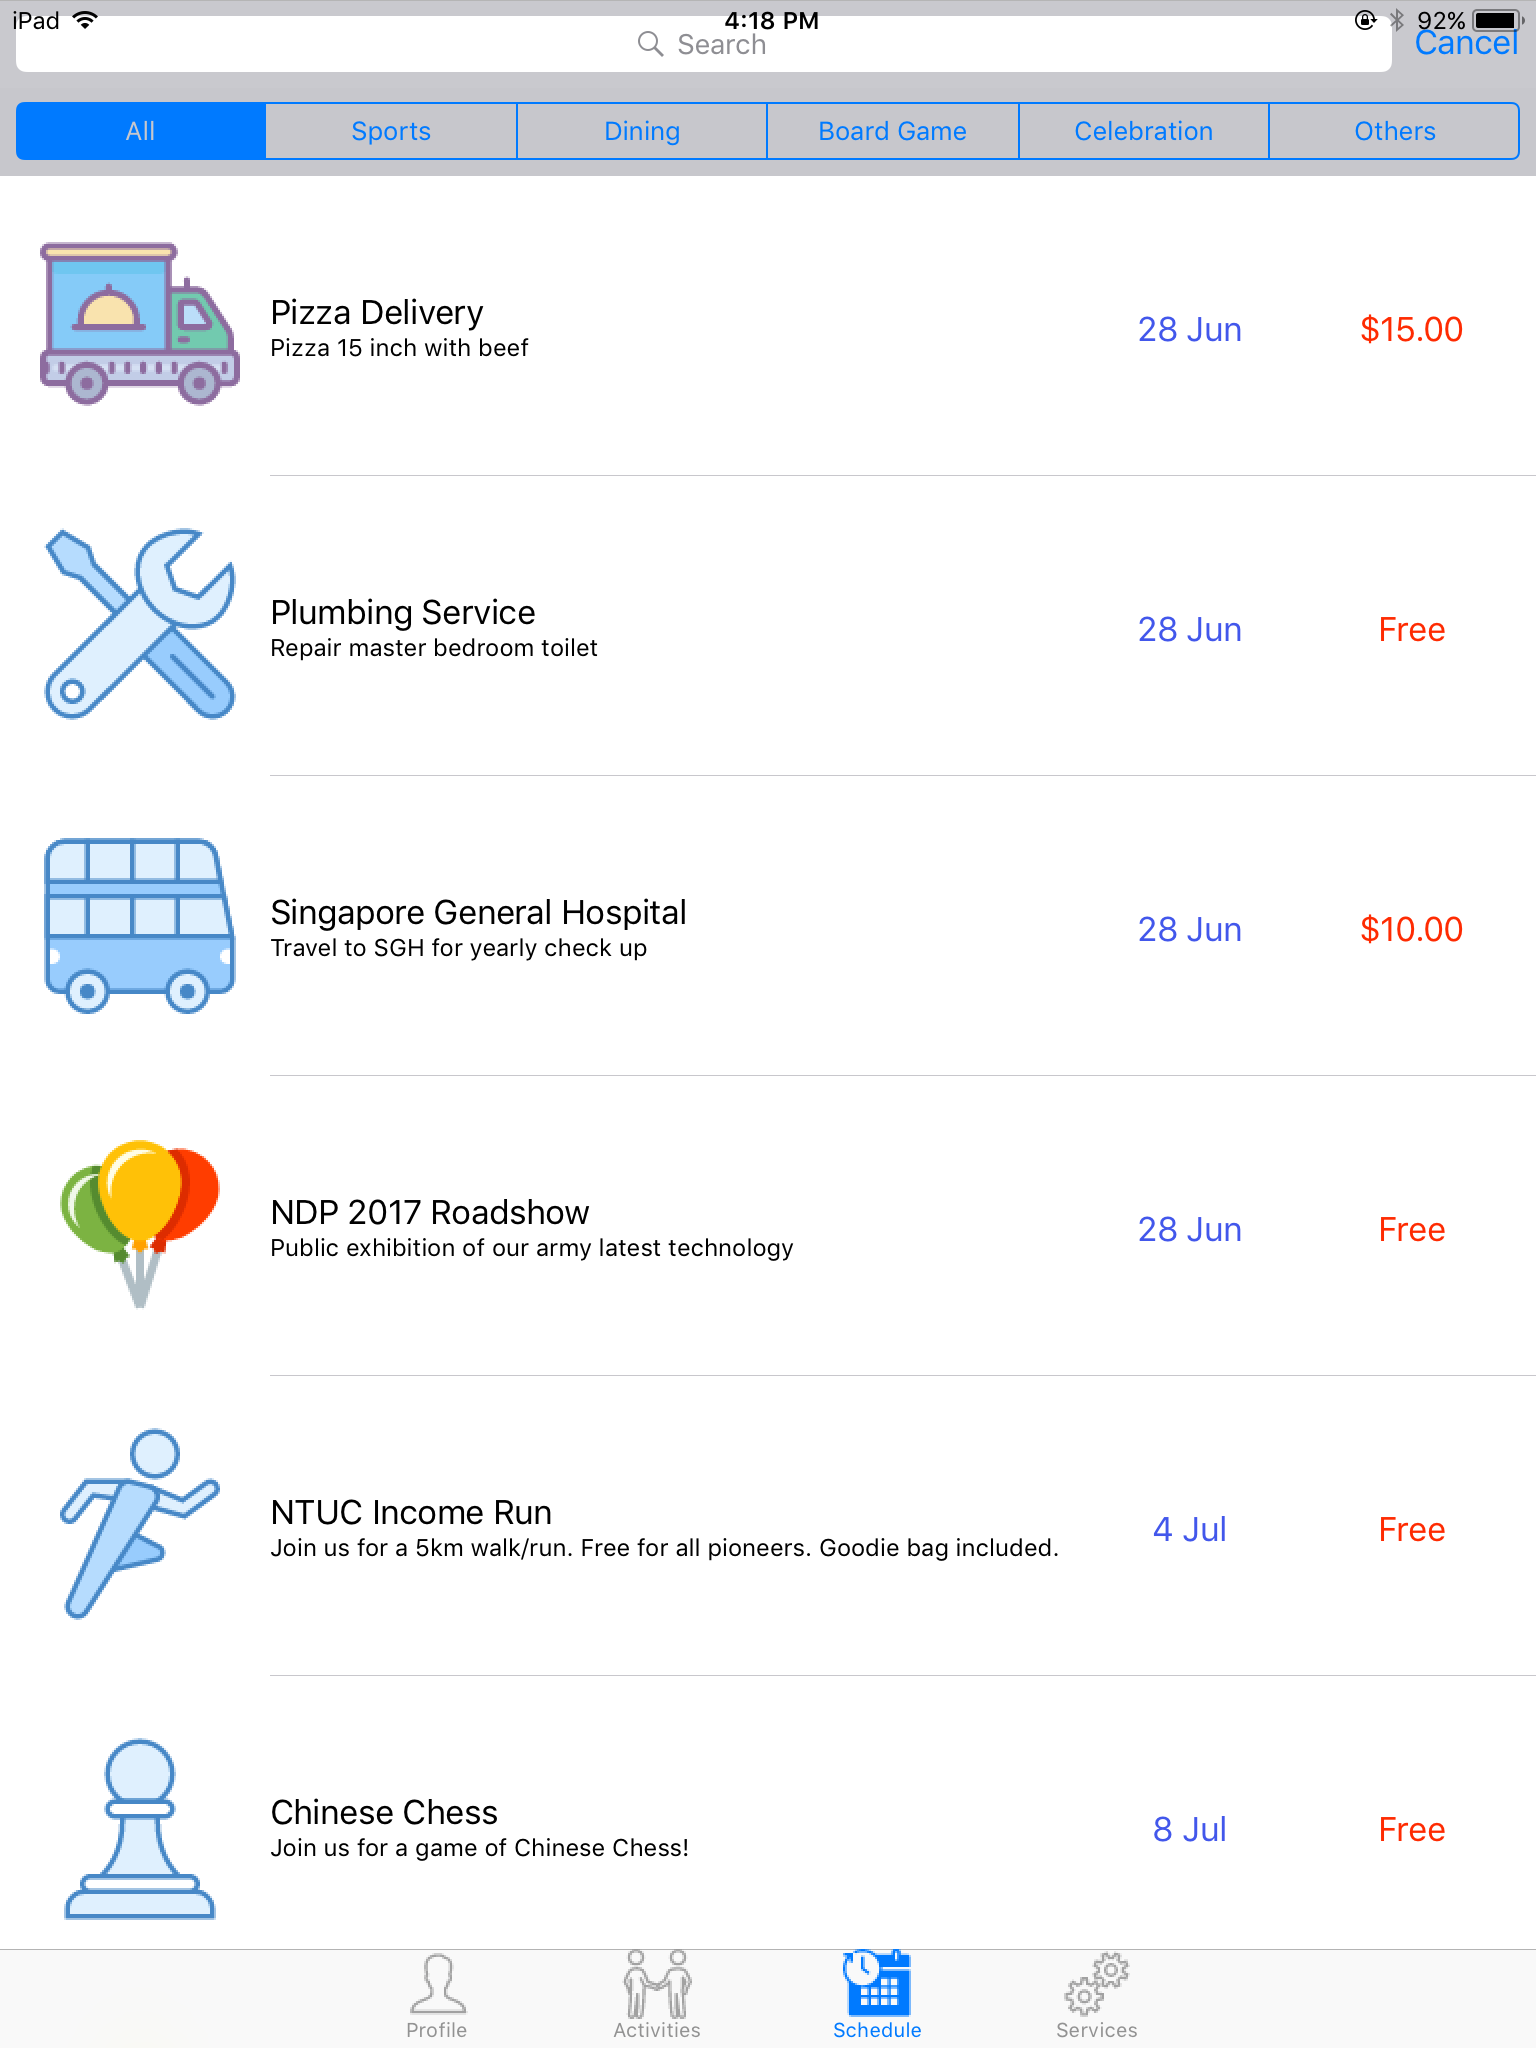 iPad 4:18 PM 92%
Search Cancel
All Sports Dining Board Game Celebration Others
Pizza Delivery
Pizza 15 inch with beef
28 Jun $15.00
Plumbing Service
Repair master bedroom toilet
28 Jun Free
Singapore General Hospital
Travel to SGH for yearly check up
28 Jun $10.00
NDP 2017 Roadshow
Public exhibition of our army latest technology
28 Jun Free
NTUC Income Run
Join us for a 5km walk/run. Free for all pioneers. Goodie bag included.
4 Jul Free
Chinese Chess
Join us for a game of Chinese Chess!
8 Jul Free
Profile Activities Schedule Services